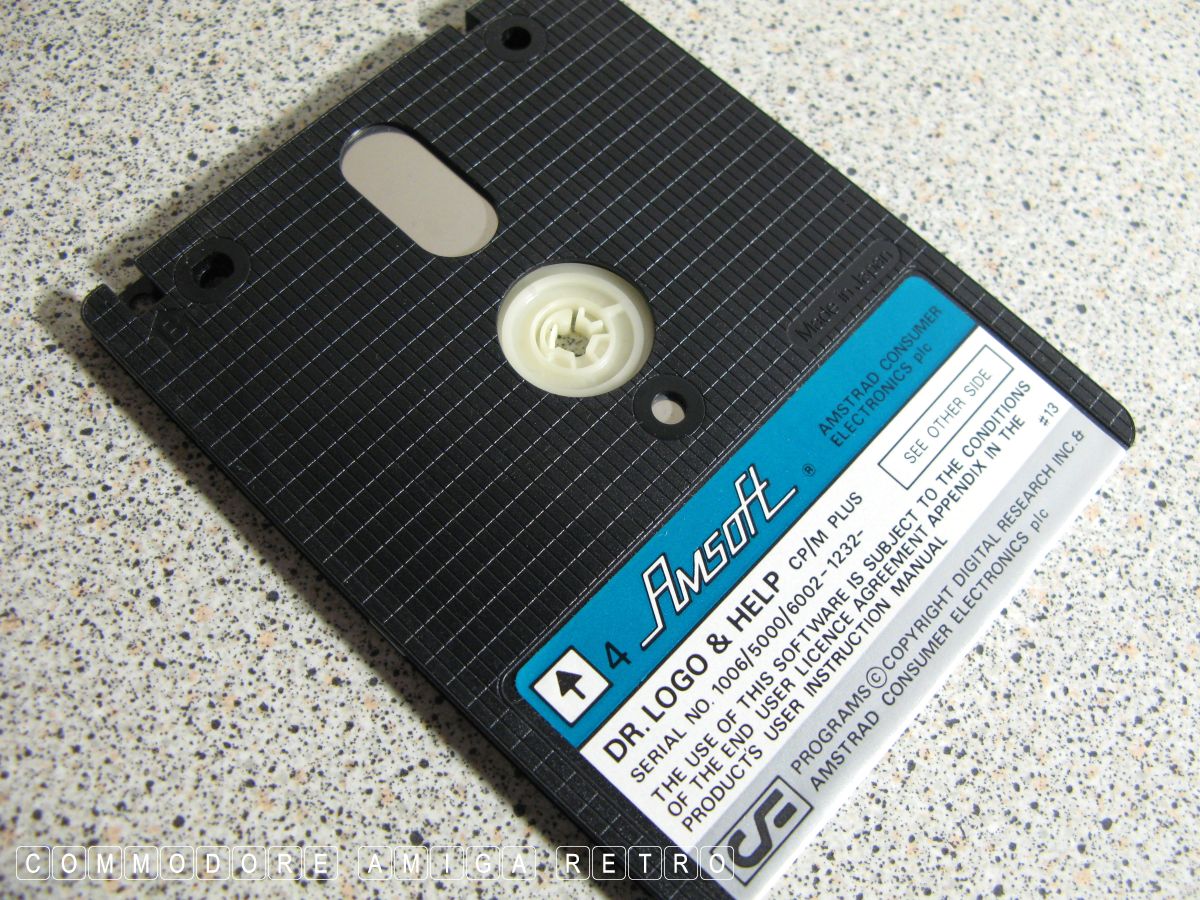 Made in Japan
4
Amsoft ®
AMSTRAD CONSUMER
ELECTRONICS plc
DR. LOGO & HELP CP/M PLUS
SEE OTHER SIDE
SERIAL NO. 1006/5000/6002-1232-
THE USE OF THIS SOFTWARE IS SUBJECT TO THE CONDITIONS
OF THE END USER LICENCE AGREEMENT APPENDIX IN THE
PRODUCTS USER INSTRUCTION MANUAL
#13
PROGRAMS © COPYRIGHT DIGITAL RESEARCH INC. &
AMSTRAD CONSUMER ELECTRONICS plc
COMMODORE AMIGA RETRO